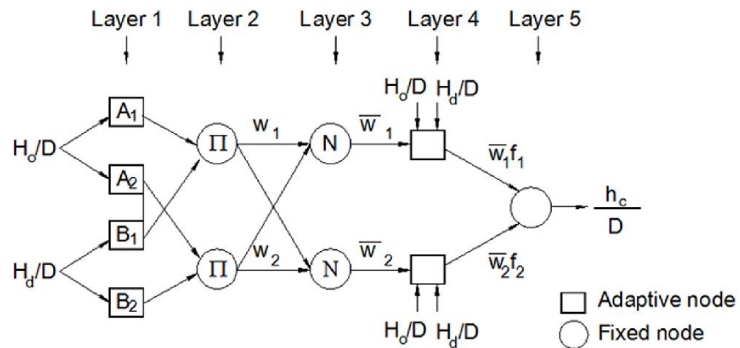 Layer 1 Layer 2 Layer 3 Layer 4 Layer 5
H₀/D H_d/D
A₁
Π w₁ N w̅₁
w̅₁f₁
H₀/D
A₂
B₁
h_c
D
H_d/D
B₂
Π w₂ N w̅₂
w̅₂f₂
H₀/D H_d/D
Adaptive node
Fixed node